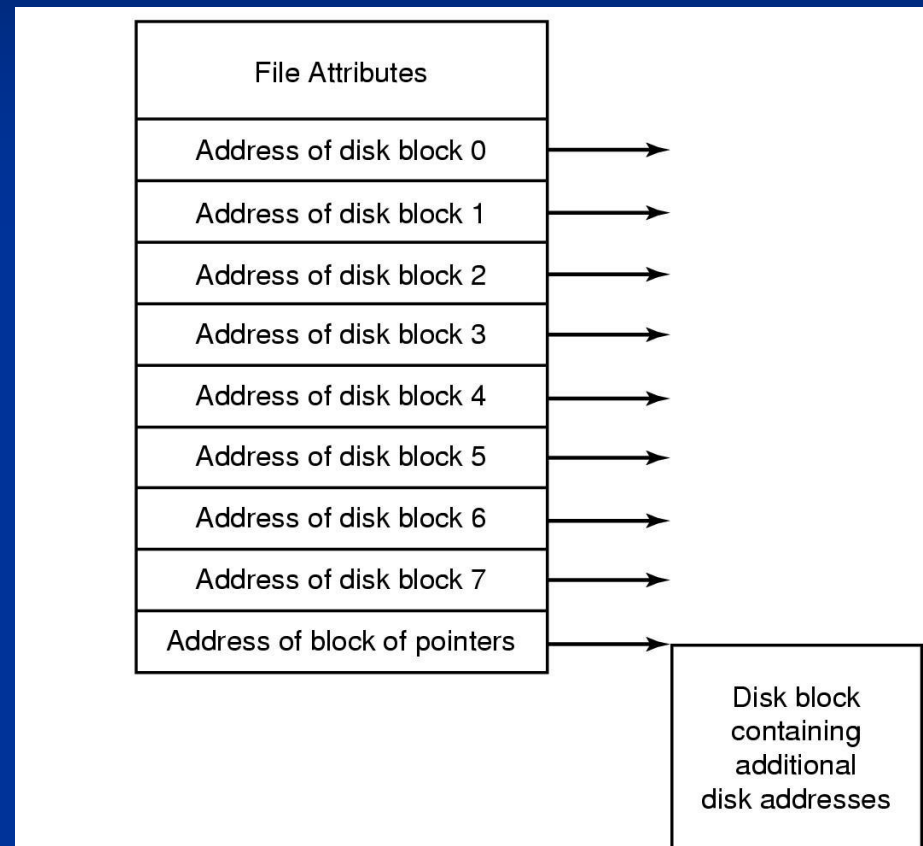 File Attributes
Address of disk block 0
Address of disk block 1
Address of disk block 2
Address of disk block 3
Address of disk block 4
Address of disk block 5
Address of disk block 6
Address of disk block 7
Address of block of pointers
Disk block
containing
additional
disk addresses